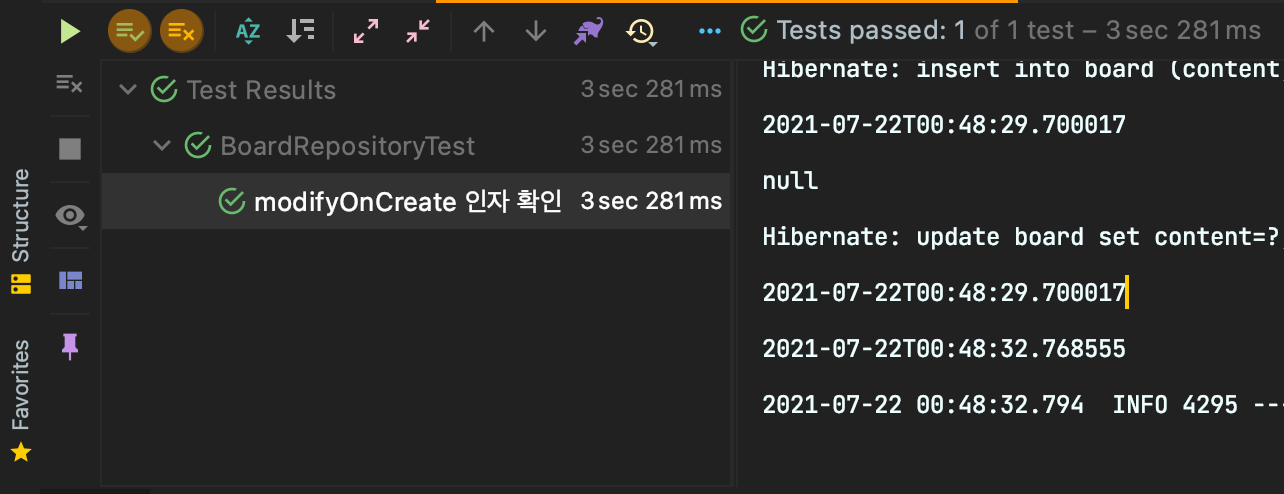 Tests passed: 1 of 1 test – 3 sec 281 ms
Structure
Favorites
Test Results 3 sec 281 ms
BoardRepositoryTest 3 sec 281 ms
modifyOnCreate 인자 확인 3 sec 281 ms
Hibernate: insert into board (content
2021-07-22T00:48:29.700017
null
Hibernate: update board set content=?
2021-07-22T00:48:29.700017
2021-07-22T00:48:32.768555
2021-07-22 00:48:32.794  INFO 4295 ---